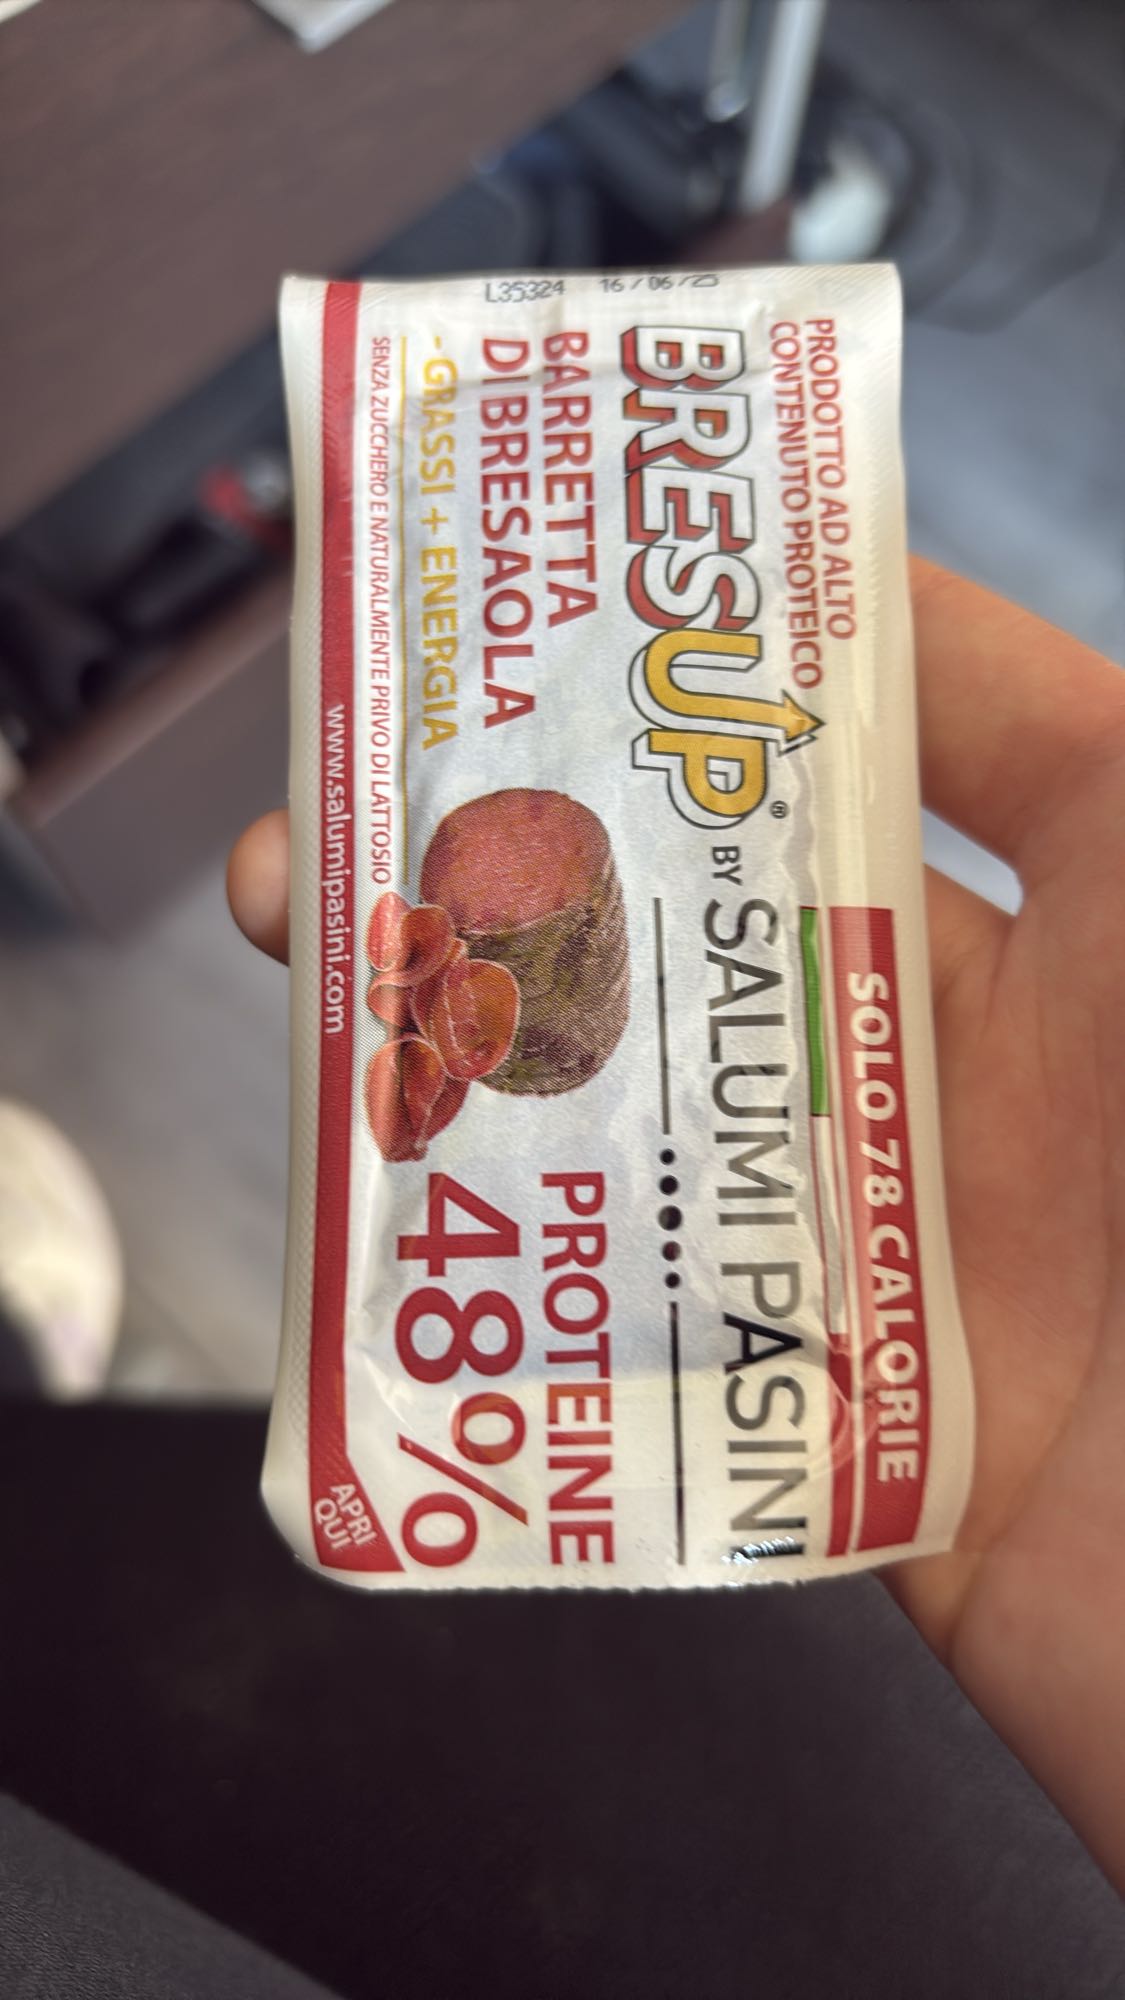 L35324 16/06/25
PRODOTTO AD ALTO
CONTENUTO PROTEICO
SOLO 78 CALORIE
BRESUP® BY SALUMI PASINI
BARRETTA
DI BRESAOLA
-GRASSI + ENERGIA
SENZA ZUCCHERO E NATURALMENTE PRIVO DI LATTOSIO
PROTEINE
48%
www.salumipasini.com
APRI
QUI